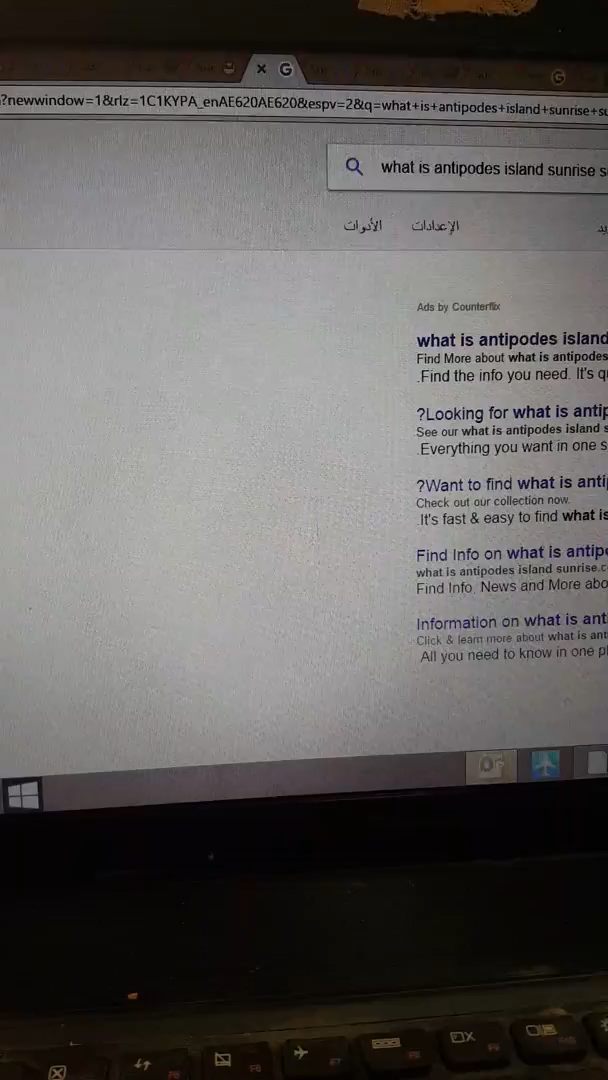 ?newwindow=1&rlz=1C1KYPA_enAE620AE620&espv=2&q=what+is+antipodes+island+sunrise+su
what is antipodes island sunrise s
الإعدادات
الأدوات
Ads by Counterflix
what is antipodes island
Find More about what is antipodes
.Find the info you need. It's q
?Looking for what is antip
See our what is antipodes island s
.Everything you want in one s
?Want to find what is anti
Check out our collection now.
.It's fast & easy to find what is
Find Info on what is antip
what is antipodes island sunrise.c
Find Info, News and More abo
Information on what is ant
Click & learn more about what is ant
All you need to know in one pl